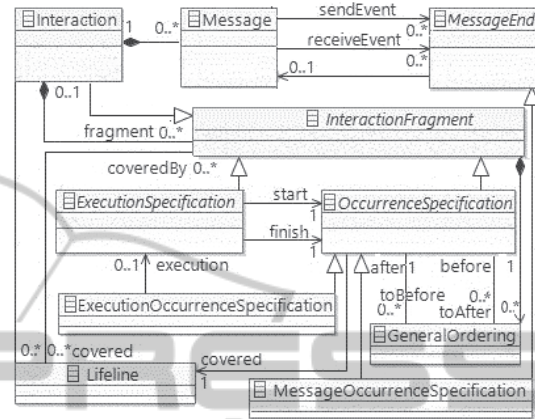 Interaction 1 0..* Message sendEvent 0..* MessageEnd
receiveEvent 0..*
0..1
0..1
InteractionFragment
fragment 0..*
coveredBy 0..*
ExecutionSpecification start 1 OccurrenceSpecification
finish 1
0..1 execution
after 1 before 1
toBefore 0..*
0..* toAfter 0..*
ExecutionOccurrenceSpecification
GeneralOrdering
0..* 0..* covered
Lifeline covered 1
MessageOccurrenceSpecification
PRESS